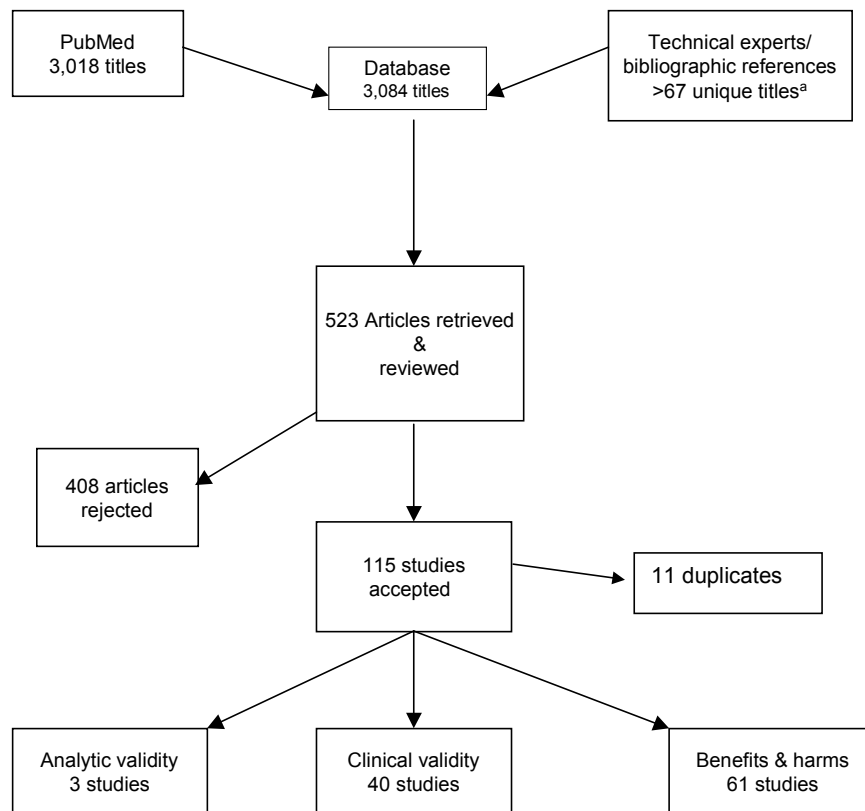 PubMed
3,018 titles
Database
3,084 titles
Technical experts/
bibliographic references
>67 unique titlesª
523 Articles retrieved
&
reviewed
408 articles
rejected
115 studies
accepted
11 duplicates
Analytic validity
3 studies
Clinical validity
40 studies
Benefits & harms
61 studies